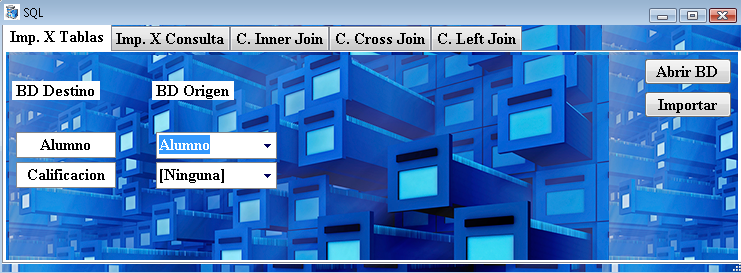 SQL
Imp. X Tablas Imp. X Consulta C. Inner Join C. Cross Join C. Left Join
Abrir BD
BD Destino BD Origen
Importar
Alumno Alumno
Calificacion [Ninguna]